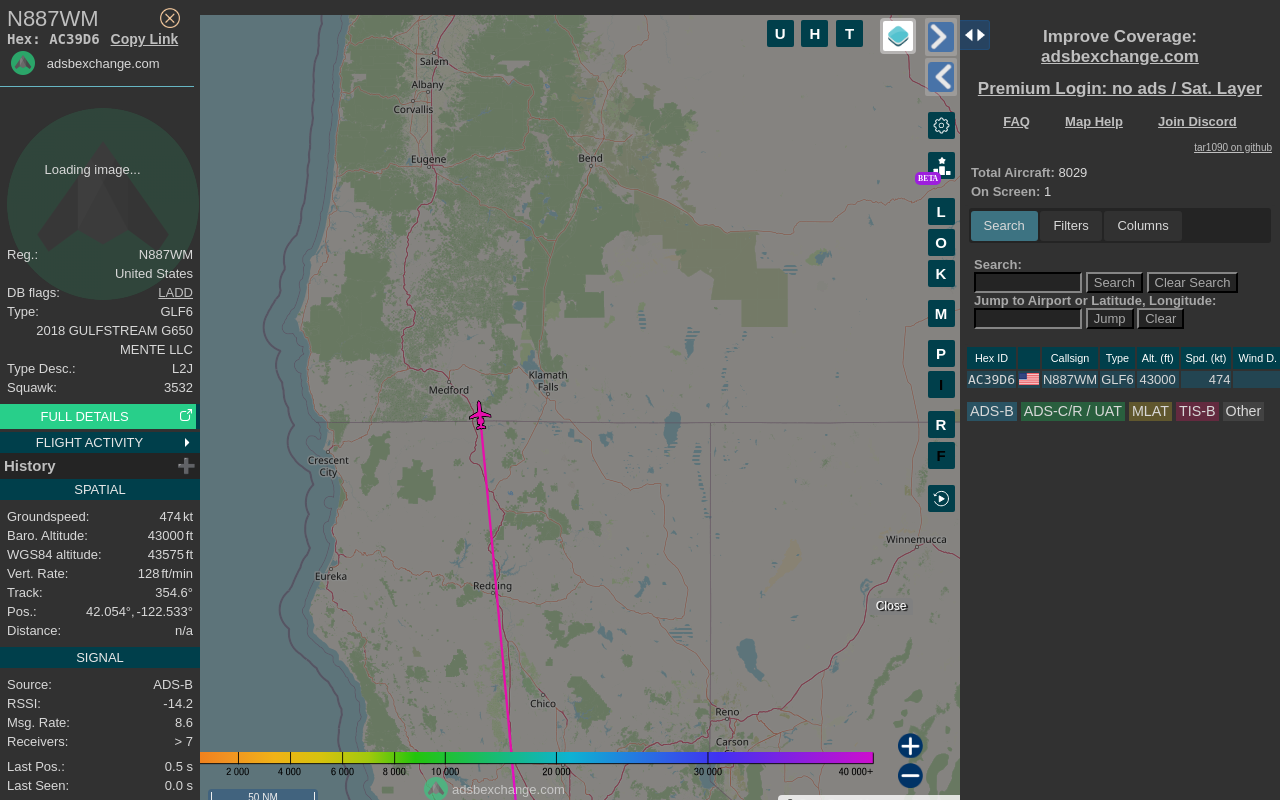 N887WM
Hex: AC39D6 Copy Link
adsbexchange.com
Loading image...
Reg.: N887WM
United States
DB flags: LADD
Type: GLF6
2018 GULFSTREAM G650
MENTE LLC
Type Desc.: L2J
Squawk: 3532
FULL DETAILS
FLIGHT ACTIVITY
History
SPATIAL
Groundspeed: 474 kt
Baro. Altitude: 43000 ft
WGS84 altitude: 43575 ft
Vert. Rate: 128 ft/min
Track: 354.6°
Pos.: 42.054°, -122.533°
Distance: n/a
SIGNAL
Source: ADS-B
RSSI: -14.2
Msg. Rate: 8.6
Receivers: > 7
Last Pos.: 0.5 s
Last Seen: 0.0 s
U H T
Salem
Albany
Corvallis
Eugene
Bend
BETA
L
O
K
M
P
I
R
F
Klamath
Falls
Medford
Crescent
City
Winnemucca
Eureka
Redding
Close
Chico
Reno
Carson
2 000 4 000 6 000 8 000 10 000 20 000 30 000 40 000+
50 NM
adsbexchange.com
Improve Coverage:
adsbexchange.com
Premium Login: no ads / Sat. Layer
FAQ Map Help Join Discord
tar1090 on github
Total Aircraft: 8029
On Screen: 1
Search Filters Columns
Search:
Search Clear Search
Jump to Airport or Latitude, Longitude:
Jump Clear
Hex ID Callsign Type Alt. (ft) Spd. (kt) Wind D.
AC39D6 N887WM GLF6 43000 474
ADS-B ADS-C/R / UAT MLAT TIS-B Other